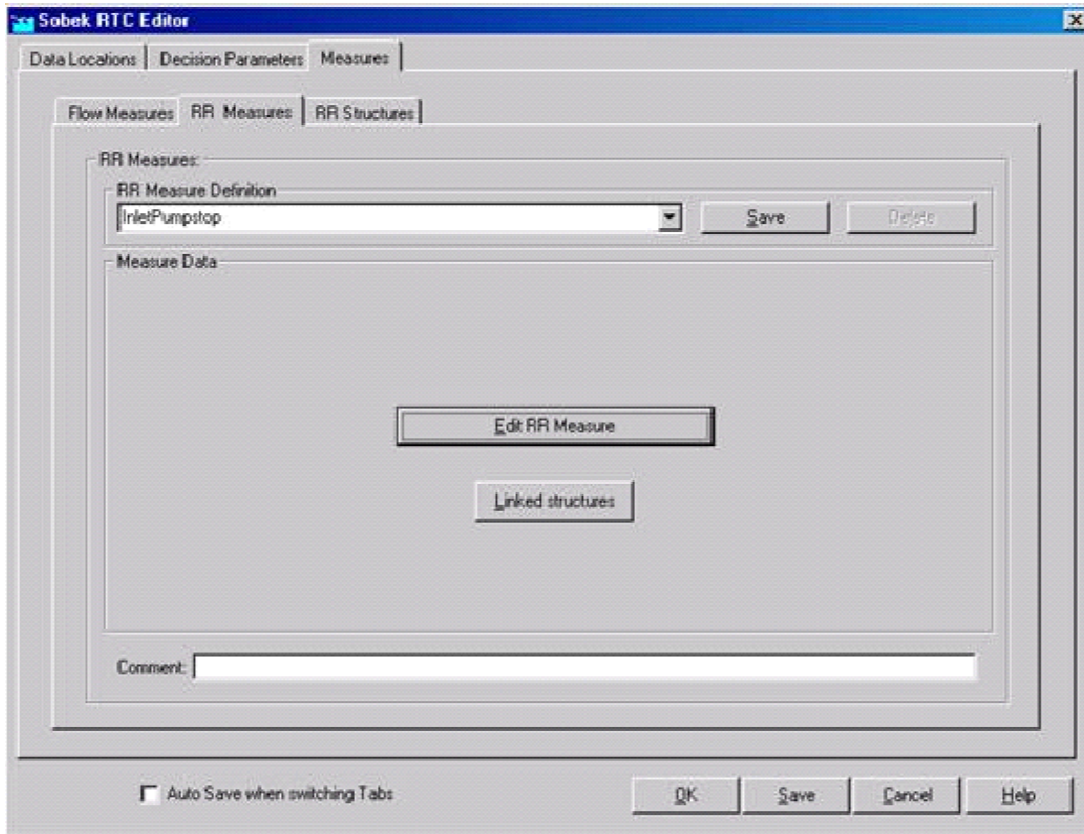 Sobek RTC Editor
Data Locations Decision Parameters Measures
Flow Measures RR Measures RR Structures
RR Measures:
RR Measure Definition
InletPumpstop Save Delete
Measure Data
Edit RR Measure
Linked structures
Comment:
Auto Save when switching Tabs OK Save Cancel Help